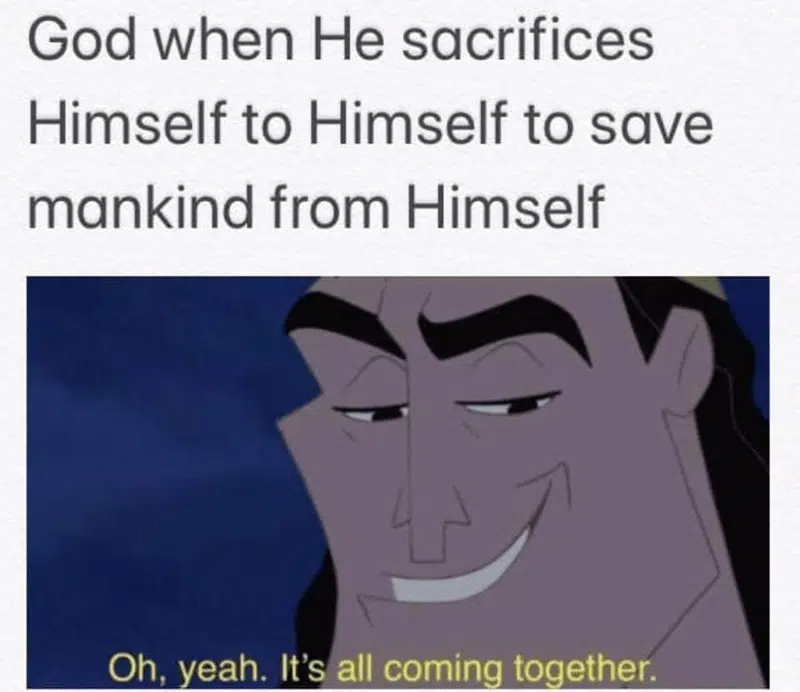 God when He sacrifices
Himself to Himself to save
mankind from Himself
Oh, yeah. It's all coming together.